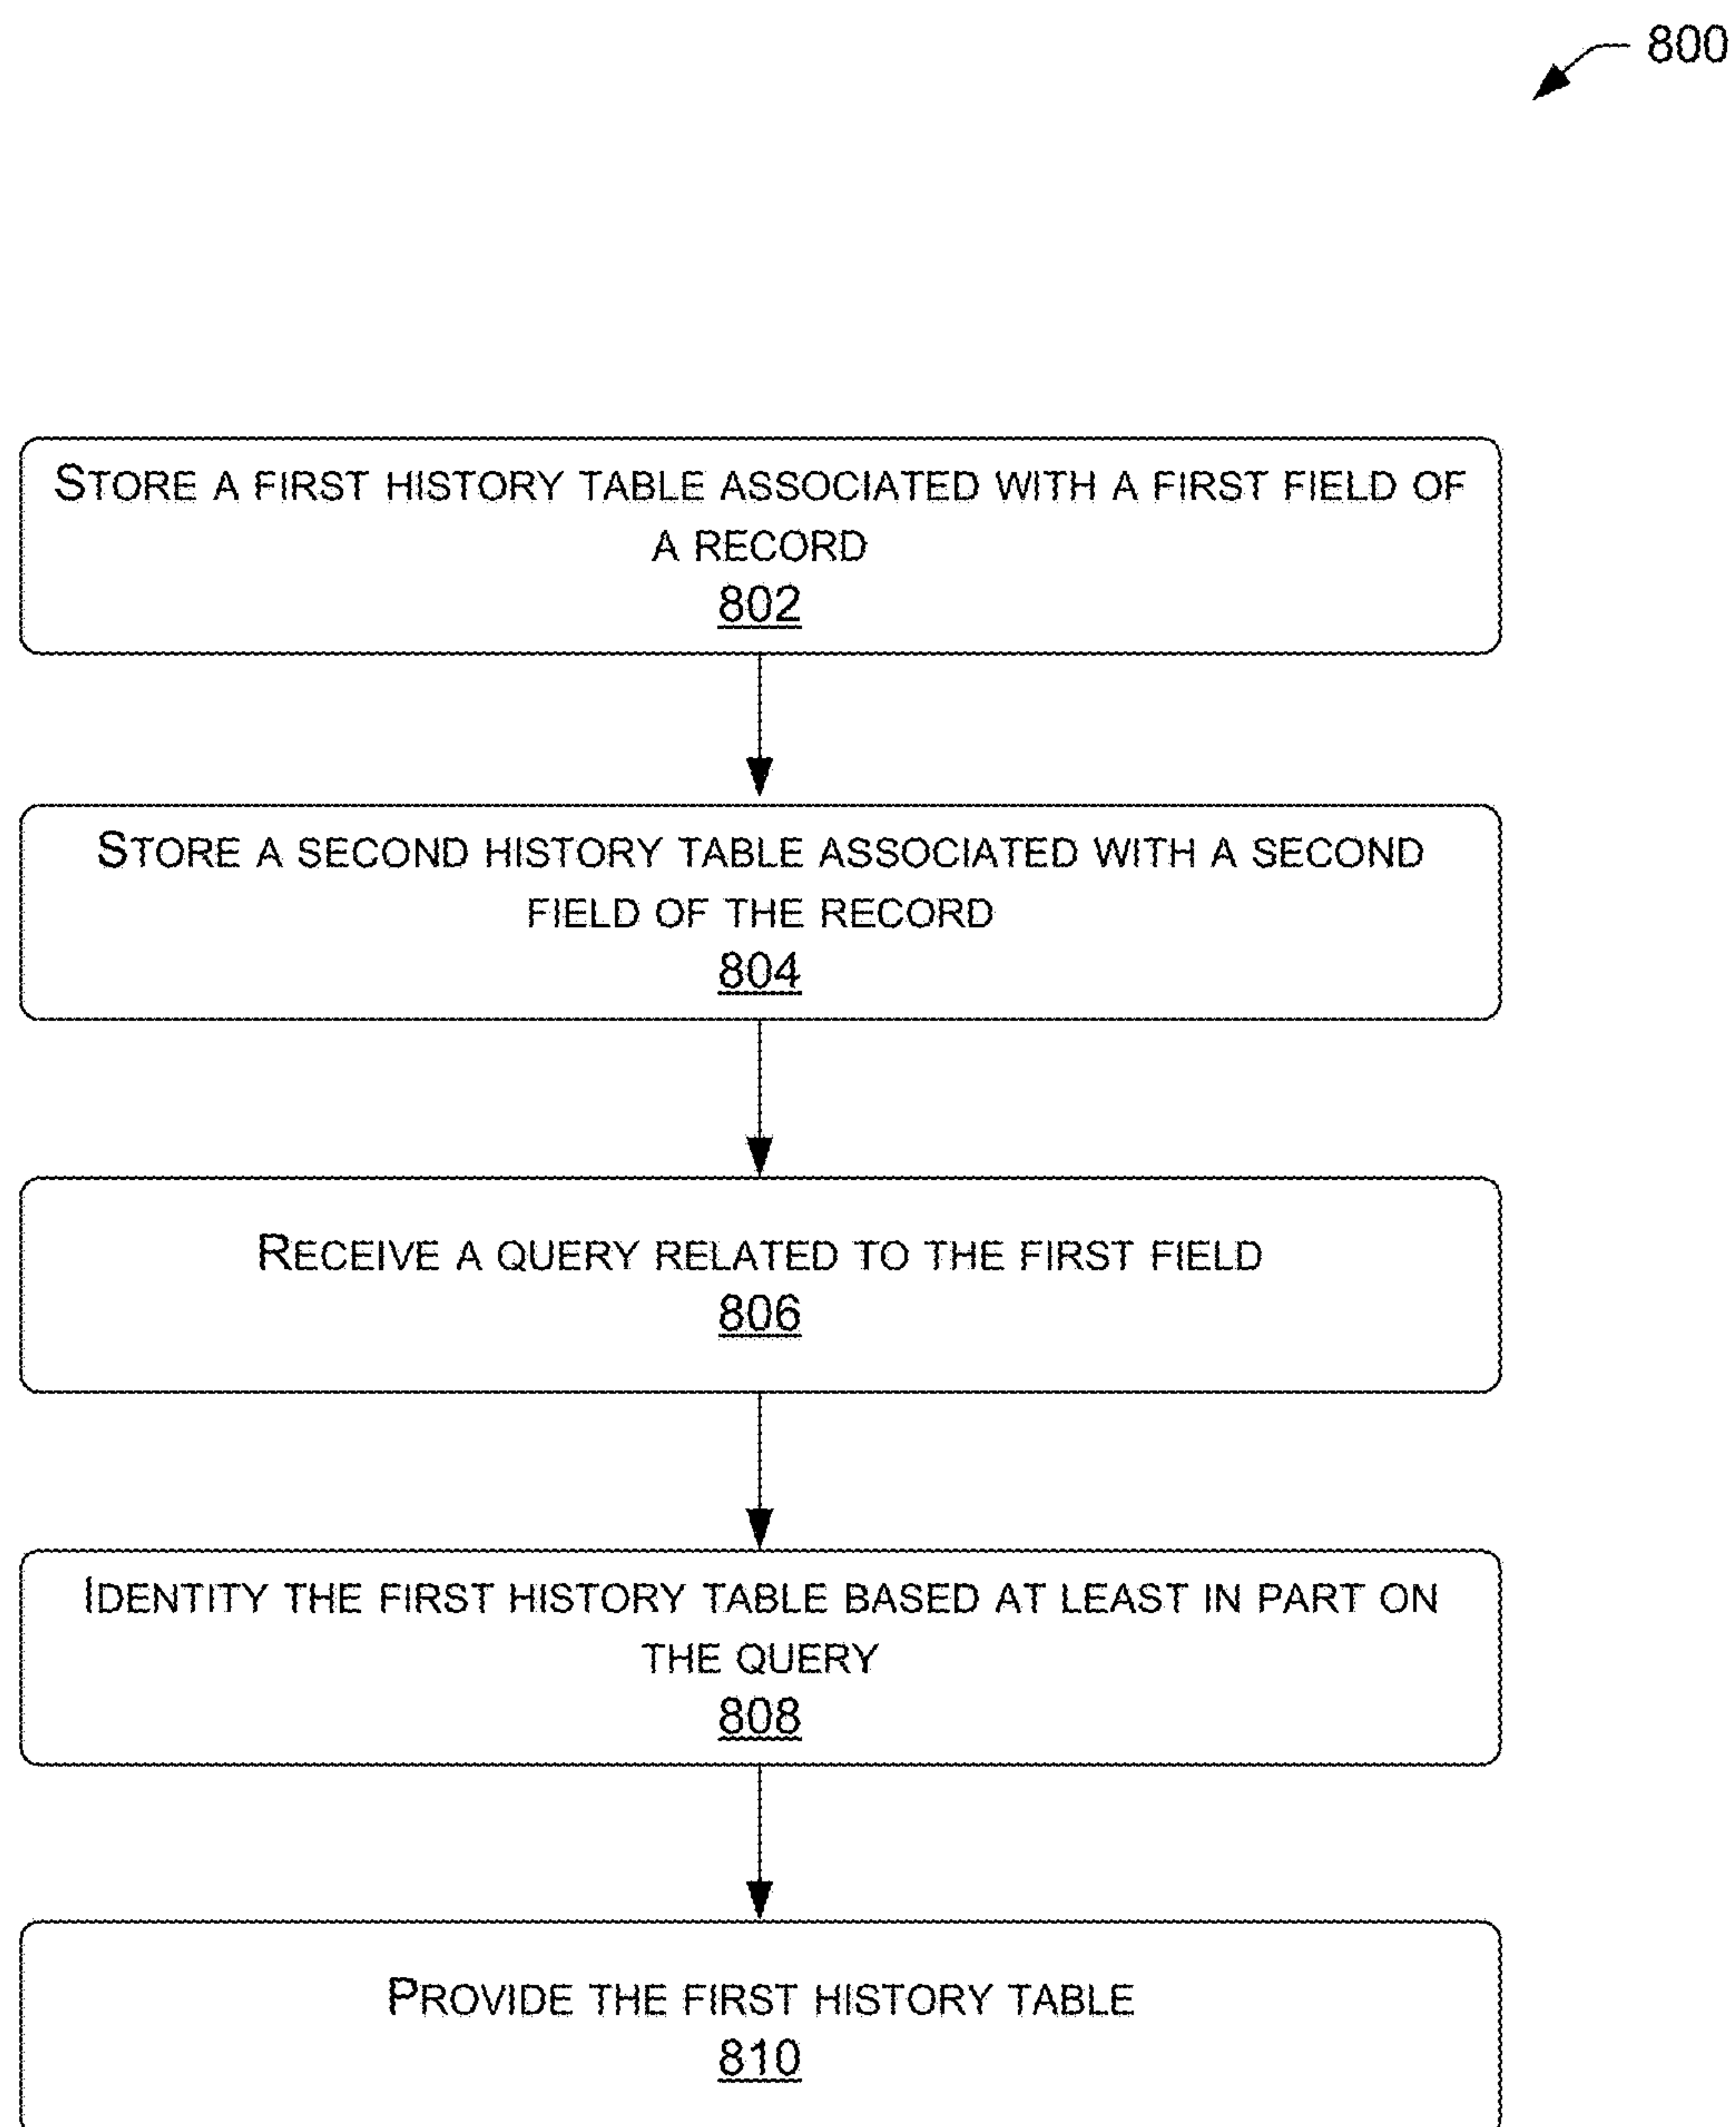 800
STORE A FIRST HISTORY TABLE ASSOCIATED WITH A FIRST FIELD OF
A RECORD
802
STORE A SECOND HISTORY TABLE ASSOCIATED WITH A SECOND
FIELD OF THE RECORD
804
RECEIVE A QUERY RELATED TO THE FIRST FIELD
806
IDENTITY THE FIRST HISTORY TABLE BASED AT LEAST IN PART ON
THE QUERY
808
PROVIDE THE FIRST HISTORY TABLE
810